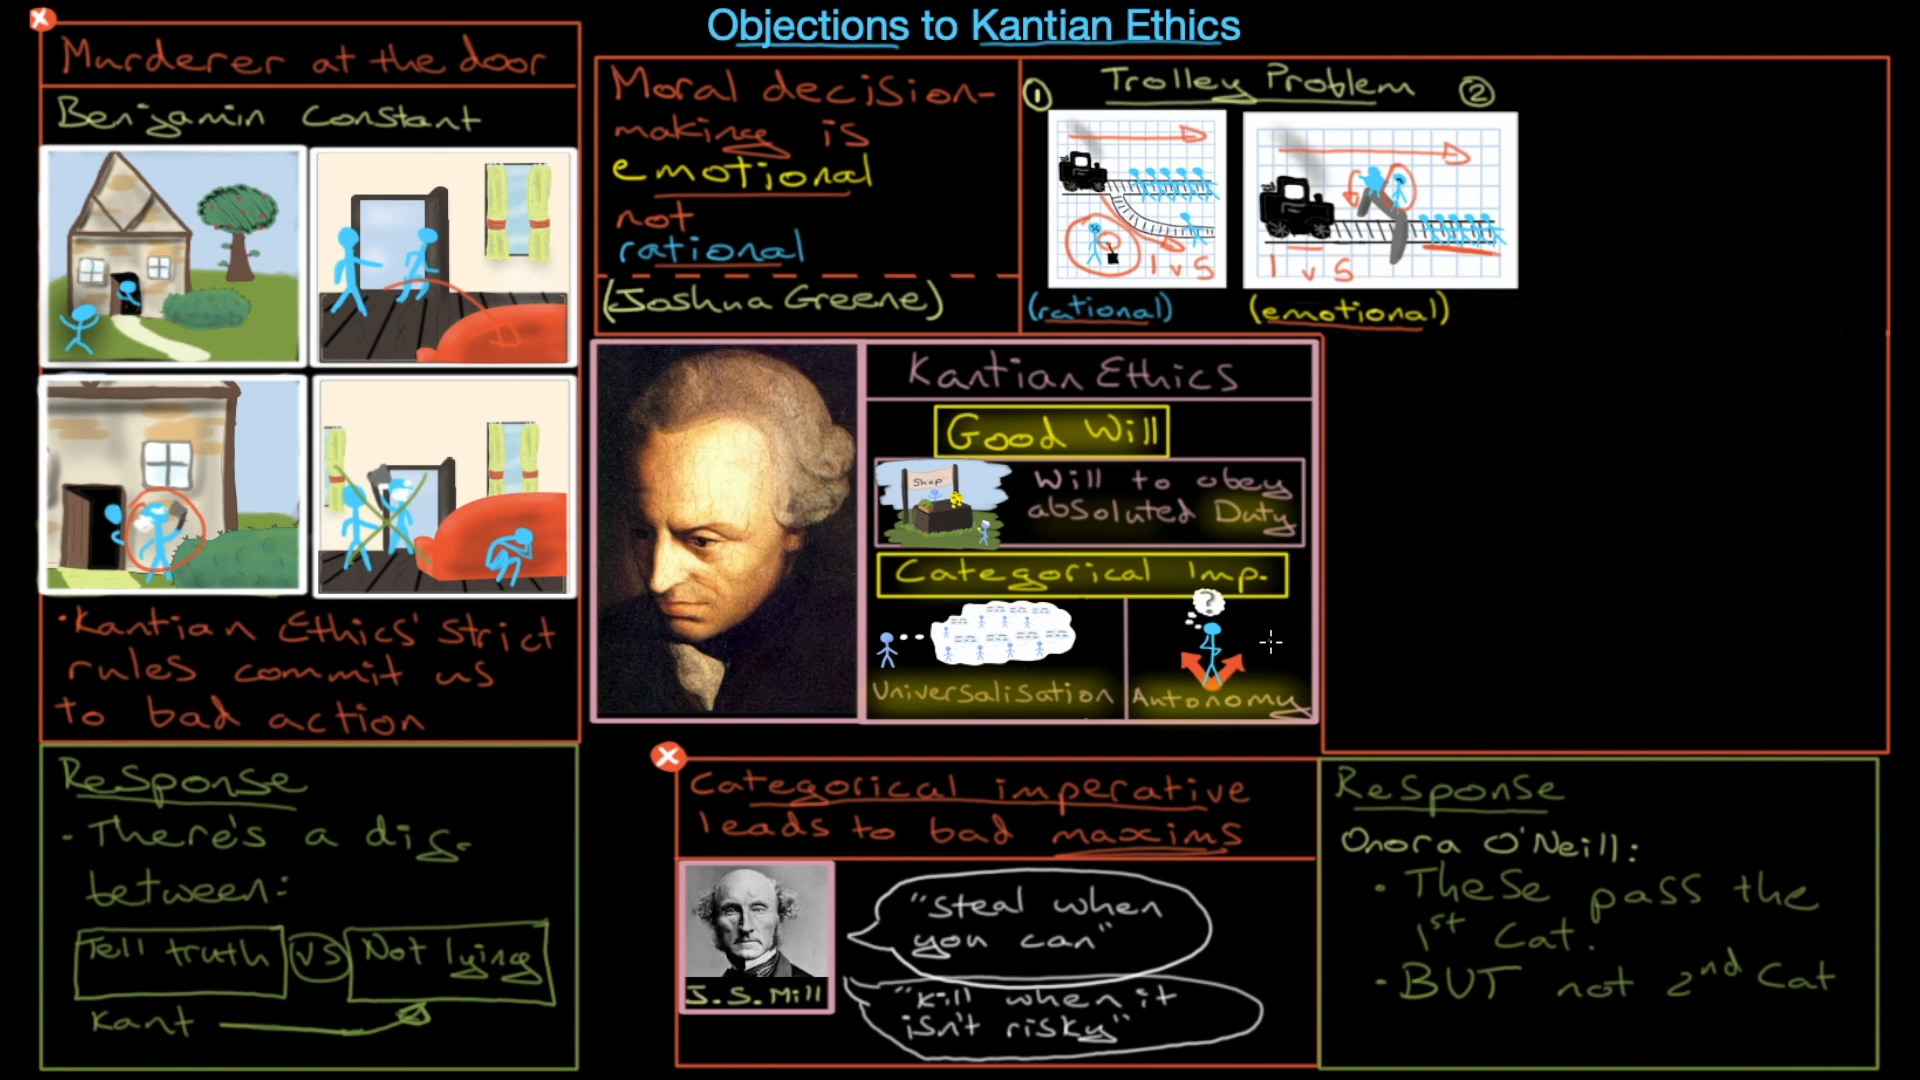 Objections to Kantian Ethics
Murderer at the door
Benjamin Constant
Kantian Ethics' strict
rules commit us
to bad action
Response
There's a dis-
between:
Tell truth vs Not lying
Kant
Moral decision-
making is
emotional
not
rational
(Joshua Greene)
1 Trolley Problem 2
1 v 5
(rational)
1 v 5
(emotional)
Kantian Ethics
Good Will
Shop
Will to obey
absoluted Duty
Categorical Imp.
?
Universalisation
Autonomy
Categorical imperative
leads to bad maxims
"steal when
you can"
J.S. Mill
"kill when it
isn't risky"
Response
Onora O'Neill:
These pass the
1st Cat.
BUT not 2nd Cat